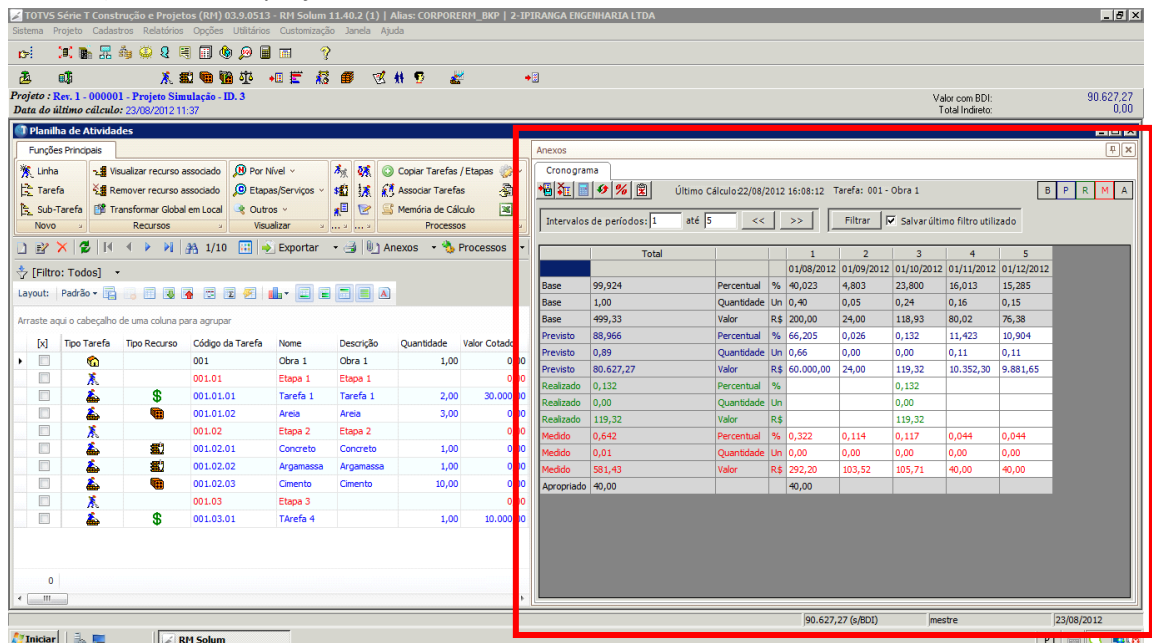 TOTVS Série T Construção e Projetos (RM) 03.9.0513 - RM Solum 11.40.2 (1) | Alias: CORPORERM_BKP | 2-IPIRANGA ENGENHARIA LTDA
Sistema Projeto Cadastros Relatórios Opções Utilitários Customização Janela Ajuda
Projeto : Rev. 1 - 000001 - Projeto Simulação - ID. 3
Valor com BDI: 90.627,27
Data do último cálculo: 23/08/2012 11:37
Total Indireto: 0,00
Planilha de Atividades
Funções Principais
Linha Visualizar recurso associado Por Nível Copiar Tarefas / Etapas
Tarefa Remover recurso associado Etapas/Serviços Associar Tarefas
Sub-Tarefa Transformar Global em Local Outros Memória de Cálculo
Novo Recursos Visualizar ... ... Processos
1/10 Exportar Anexos Processos
[Filtro: Todos]
Layout: Padrão
Arraste aqui o cabeçalho de uma coluna para agrupar
[x] Tipo Tarefa Tipo Recurso Código da Tarefa Nome Descrição Quantidade Valor Cotado
001 Obra 1 Obra 1 1,00 0,00
001.01 Etapa 1 Etapa 1 0,00
001.01.01 Tarefa 1 Tarefa 1 2,00 30.000,00
001.01.02 Areia Areia 3,00 0,00
001.02 Etapa 2 Etapa 2 0,00
001.02.01 Concreto Concreto 1,00 0,00
001.02.02 Argamassa Argamassa 1,00 0,00
001.02.03 Cimento Cimento 10,00 0,00
001.03 Etapa 3 0,00
001.03.01 TArefa 4 1,00 10.000,00
0
Anexos
Cronograma
Último Cálculo:22/08/2012 16:08:12 Tarefa: 001 - Obra 1 B P R M A
Intervalos de períodos: 1 até 5 << >> Filtrar Salvar último filtro utilizado
Total 1 2 3 4 5
01/08/2012 01/09/2012 01/10/2012 01/11/2012 01/12/2012
Base 99,924 Percentual % 40,023 4,803 23,800 16,013 15,285
Base 1,00 Quantidade Un 0,40 0,05 0,24 0,16 0,15
Base 499,33 Valor R$ 200,00 24,00 118,93 80,02 76,38
Previsto 88,966 Percentual % 66,205 0,026 0,132 11,423 10,904
Previsto 0,89 Quantidade Un 0,66 0,00 0,00 0,11 0,11
Previsto 80.627,27 Valor R$ 60.000,00 24,00 119,32 10.352,30 9.881,65
Realizado 0,132 Percentual % 0,132
Realizado 0,00 Quantidade Un 0,00
Realizado 119,32 Valor R$ 119,32
Medido 0,642 Percentual % 0,322 0,114 0,117 0,044 0,044
Medido 0,01 Quantidade Un 0,00 0,00 0,00 0,00 0,00
Medido 581,43 Valor R$ 292,20 103,52 105,71 40,00 40,00
Apropriado 40,00 40,00
90.627,27 (s/BDI) mestre 23/08/2012
Iniciar RM Solum